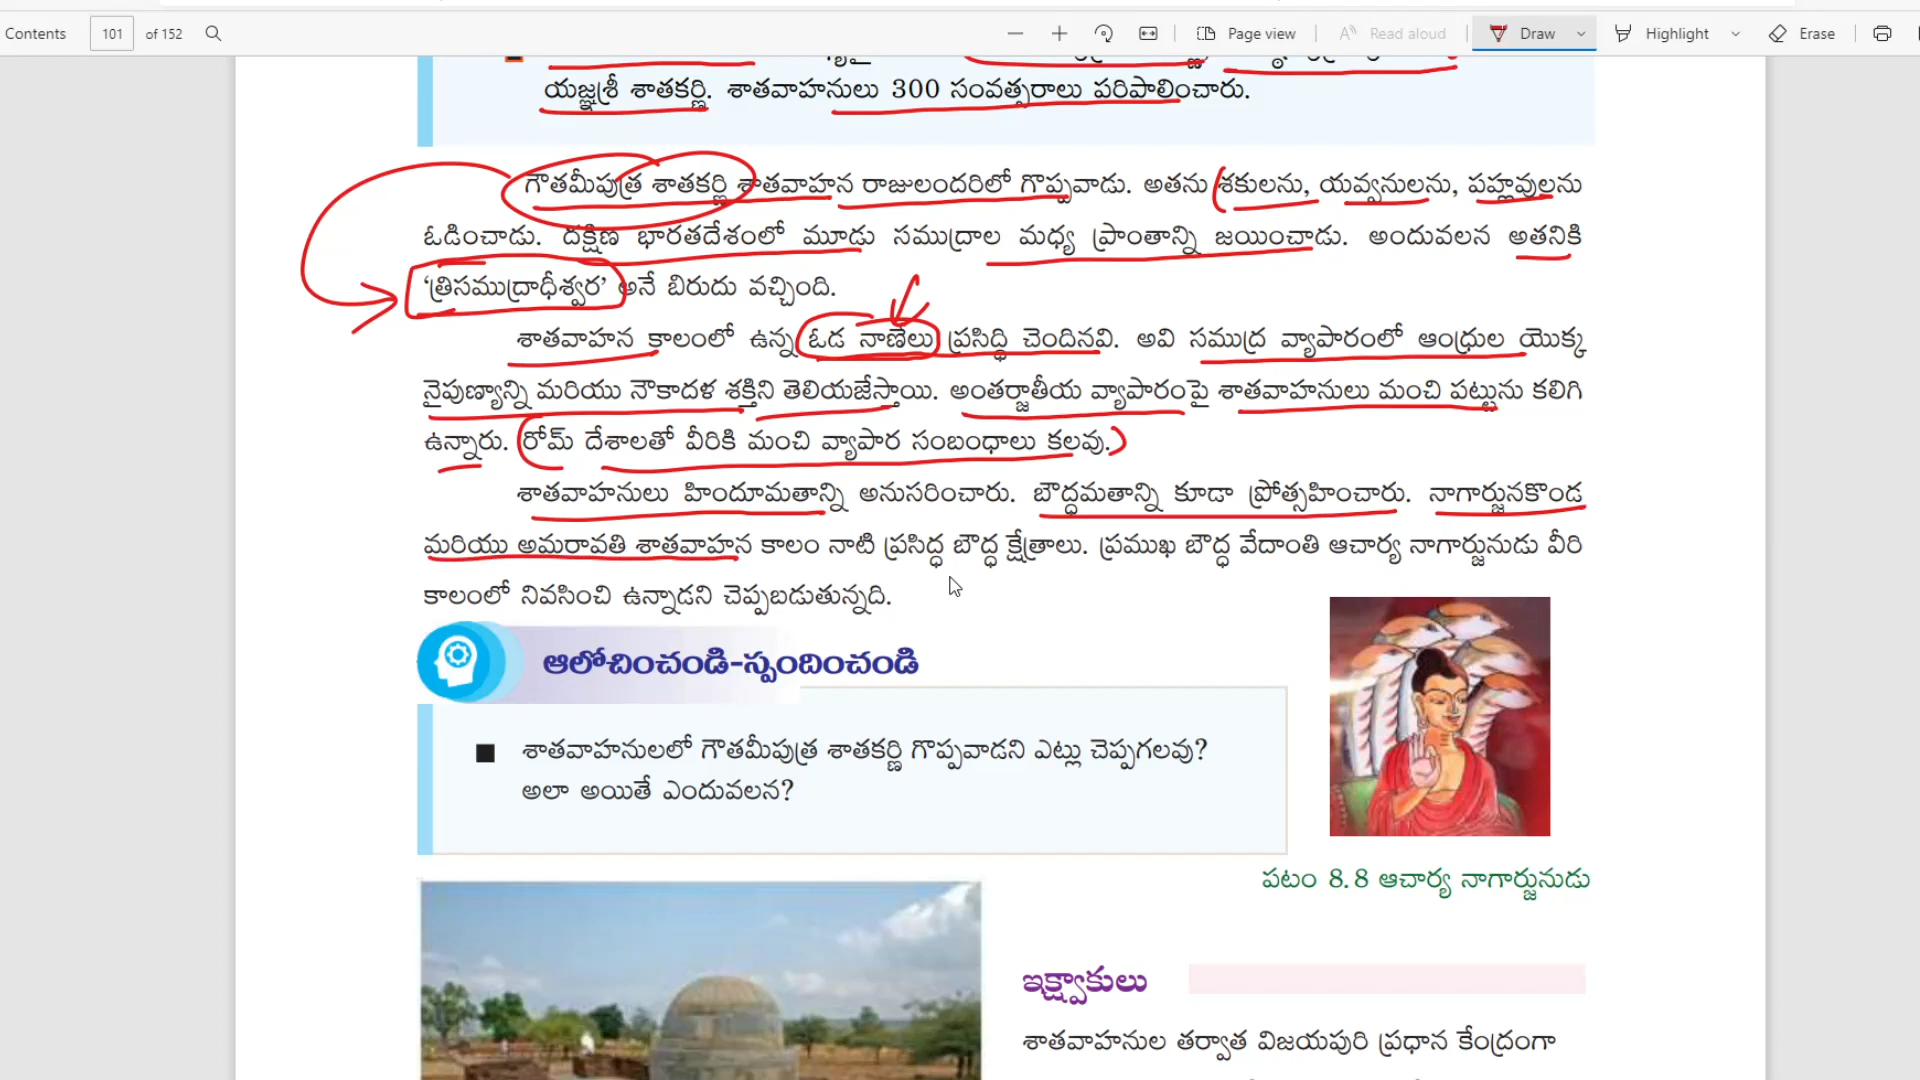 Contents 101 of 152 Page view Read aloud Draw Highlight Erase
యజ్ఞశ్రీ శాతకర్ణి. శాతవాహనులు 300 సంవత్సరాలు పరిపాలించారు.
గౌతమీపుత్ర శాతకర్ణి శాతవాహన రాజులందరిలో గొప్పవాడు. అతను శకులను, యవ్వనులను, పహ్లవులను
ఓడించాడు. దక్షిణ భారతదేశంలో మూడు సముద్రాల మధ్య ప్రాంతాన్ని జయించాడు. అందువలన అతనికి
‘త్రిసముద్రాధీశ్వర’ అనే బిరుదు వచ్చింది.
శాతవాహన కాలంలో ఉన్న ఓడ నాణేలు ప్రసిద్ధి చెందినవి. అవి సముద్ర వ్యాపారంలో ఆంధ్రుల యొక్క
నైపుణ్యాన్ని మరియు నౌకాదళ శక్తిని తెలియజేస్తాయి. అంతర్జాతీయ వ్యాపారంపై శాతవాహనులు మంచి పట్టును కలిగి
ఉన్నారు. రోమ్ దేశాలతో వీరికి మంచి వ్యాపార సంబంధాలు కలవు.
శాతవాహనులు హిందూమతాన్ని అనుసరించారు. బౌద్ధమతాన్ని కూడా ప్రోత్సహించారు. నాగార్జునకొండ
మరియు అమరావతి శాతవాహన కాలం నాటి ప్రసిద్ధ బౌద్ధ క్షేత్రాలు. ప్రముఖ బౌద్ధ వేదాంతి ఆచార్య నాగార్జునుడు వీరి
కాలంలో నివసించి ఉన్నాడని చెప్పబడుతున్నది.
ఆలోచించండి-స్పందించండి
శాతవాహనులలో గౌతమీపుత్ర శాతకర్ణి గొప్పవాడని ఎట్లు చెప్పగలవు?
అలా అయితే ఎందువలన?
పటం 8.8 ఆచార్య నాగార్జునుడు
ఇక్ష్వాకులు
శాతవాహనుల తర్వాత విజయపురి ప్రధాన కేంద్రంగా